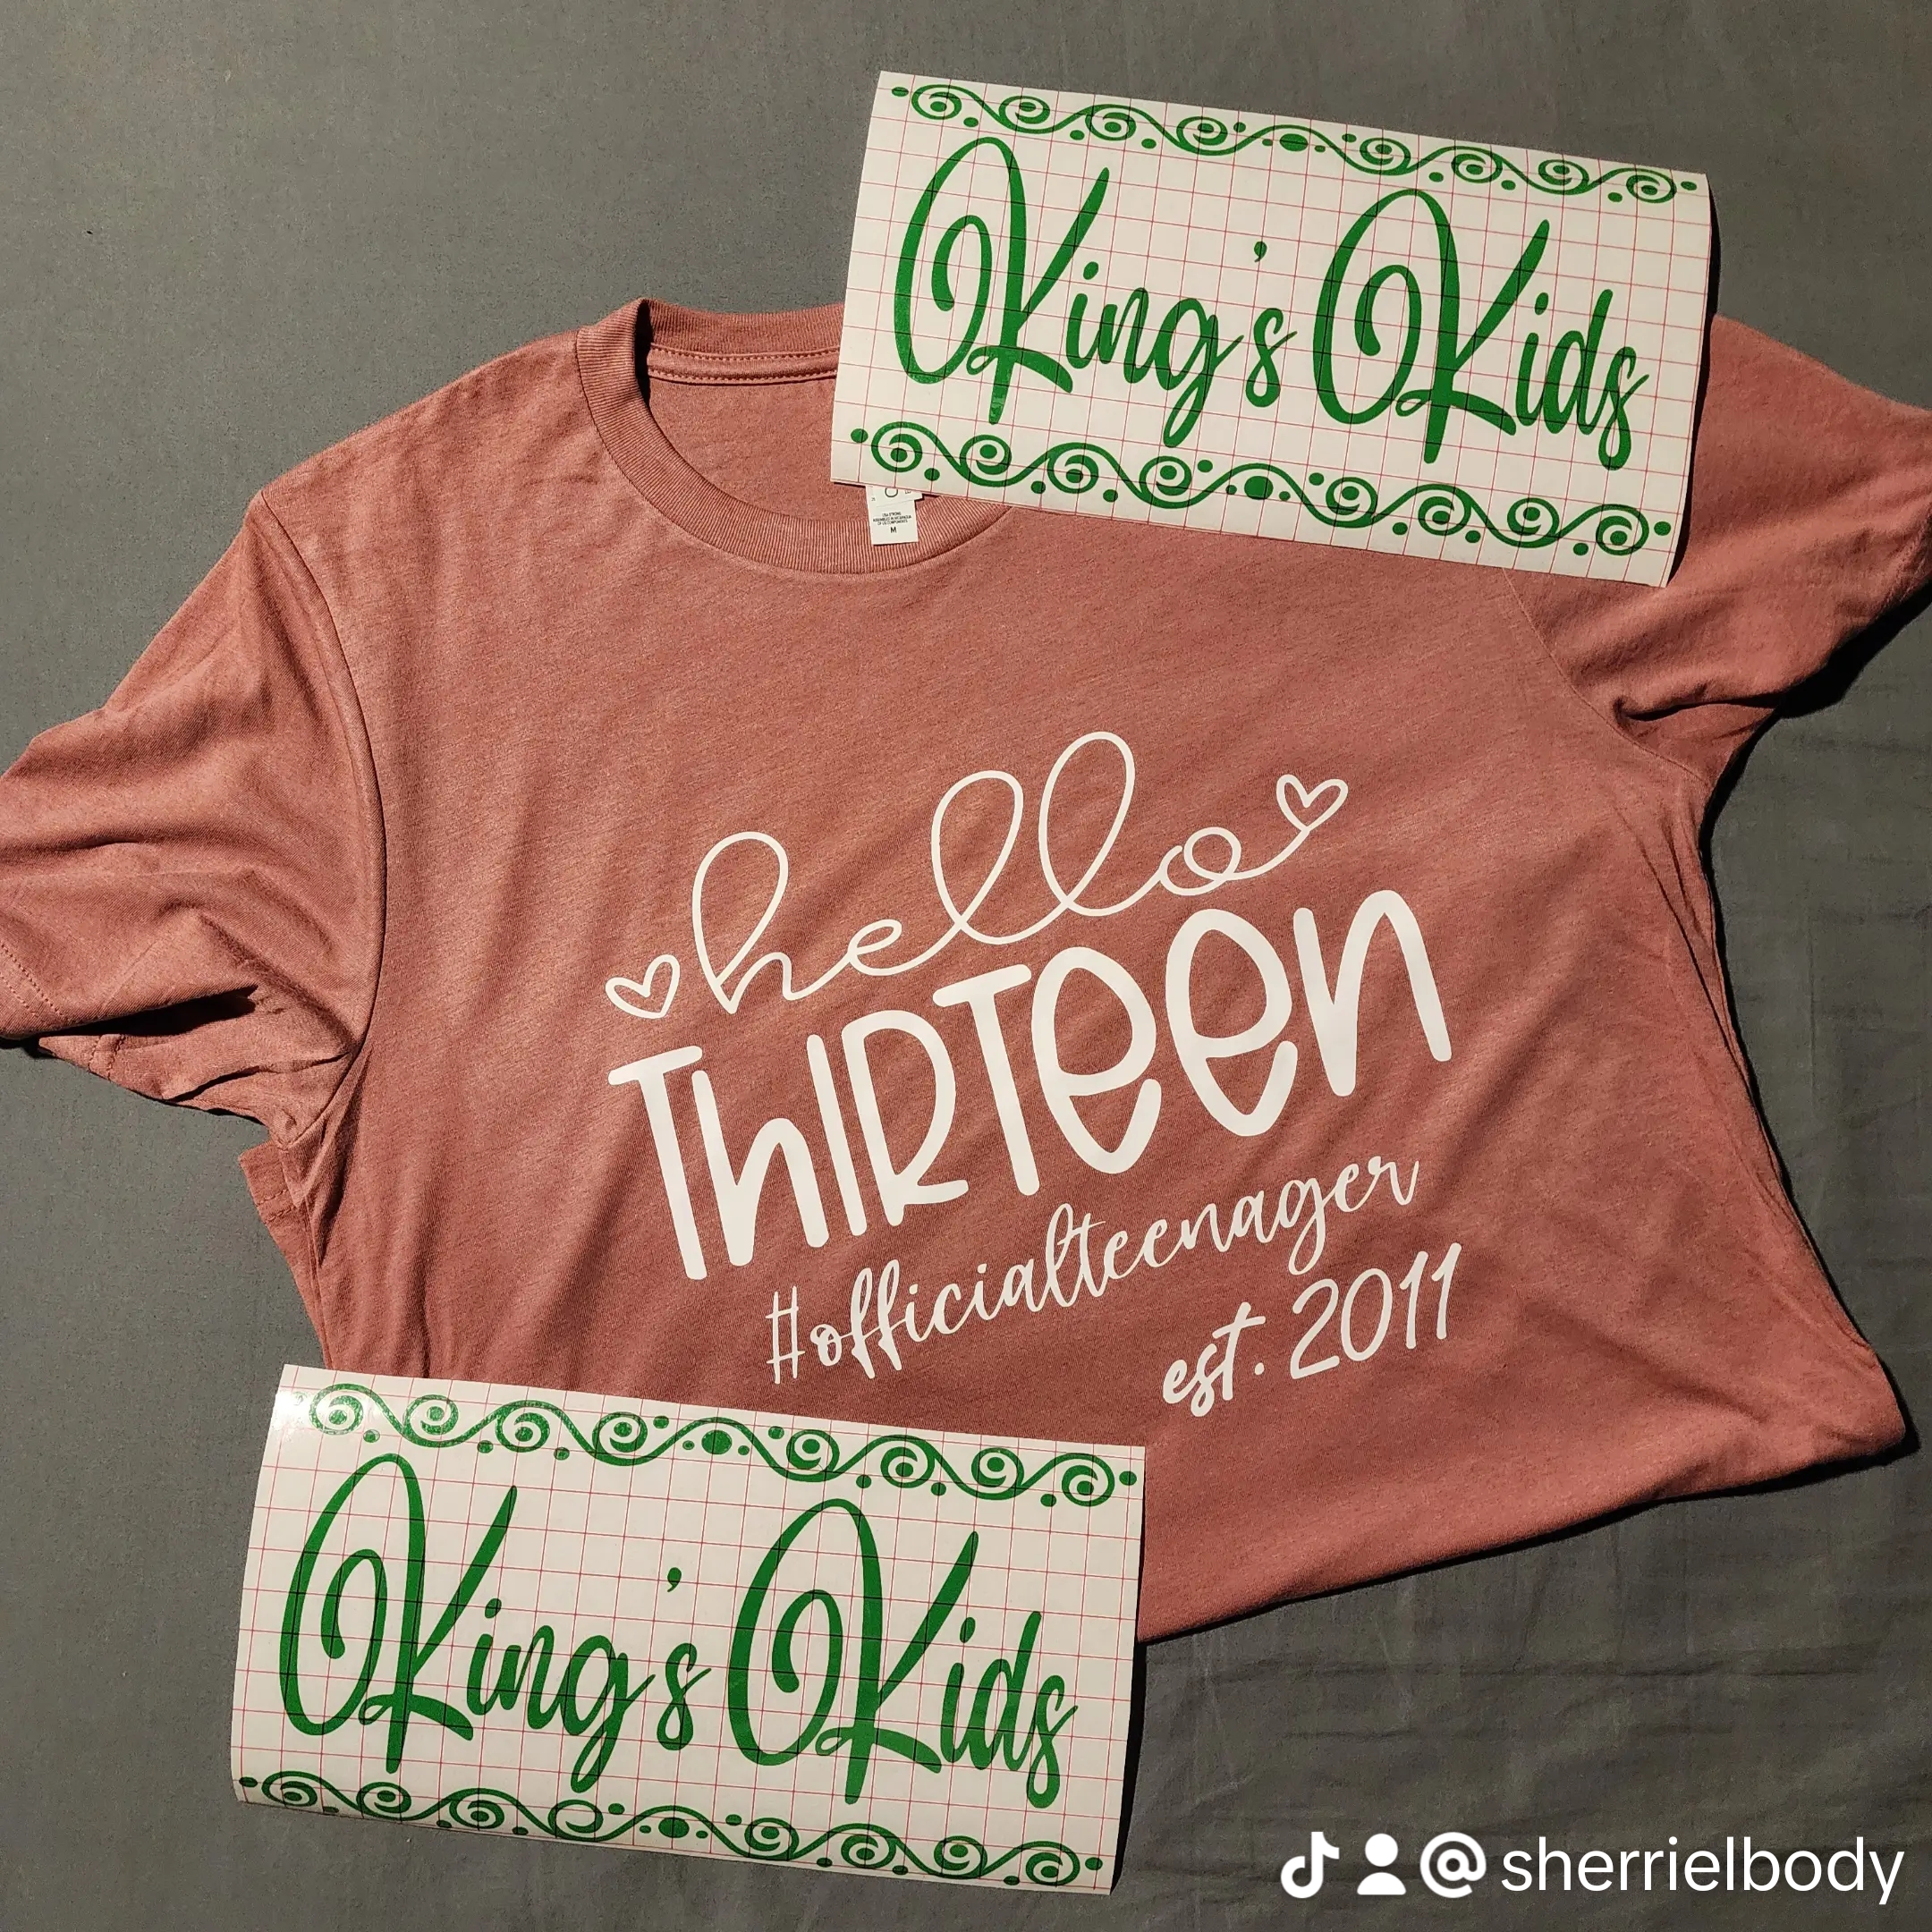 King's Kids
M
hello
THIRTEEN
#officialteenager
est. 2011
King's Kids
@sherrielbody